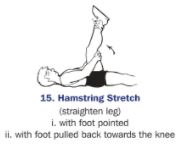 15. Hamstring Stretch
(straighten leg)
i. with foot pointed
ii. with foot pulled back towards the knee